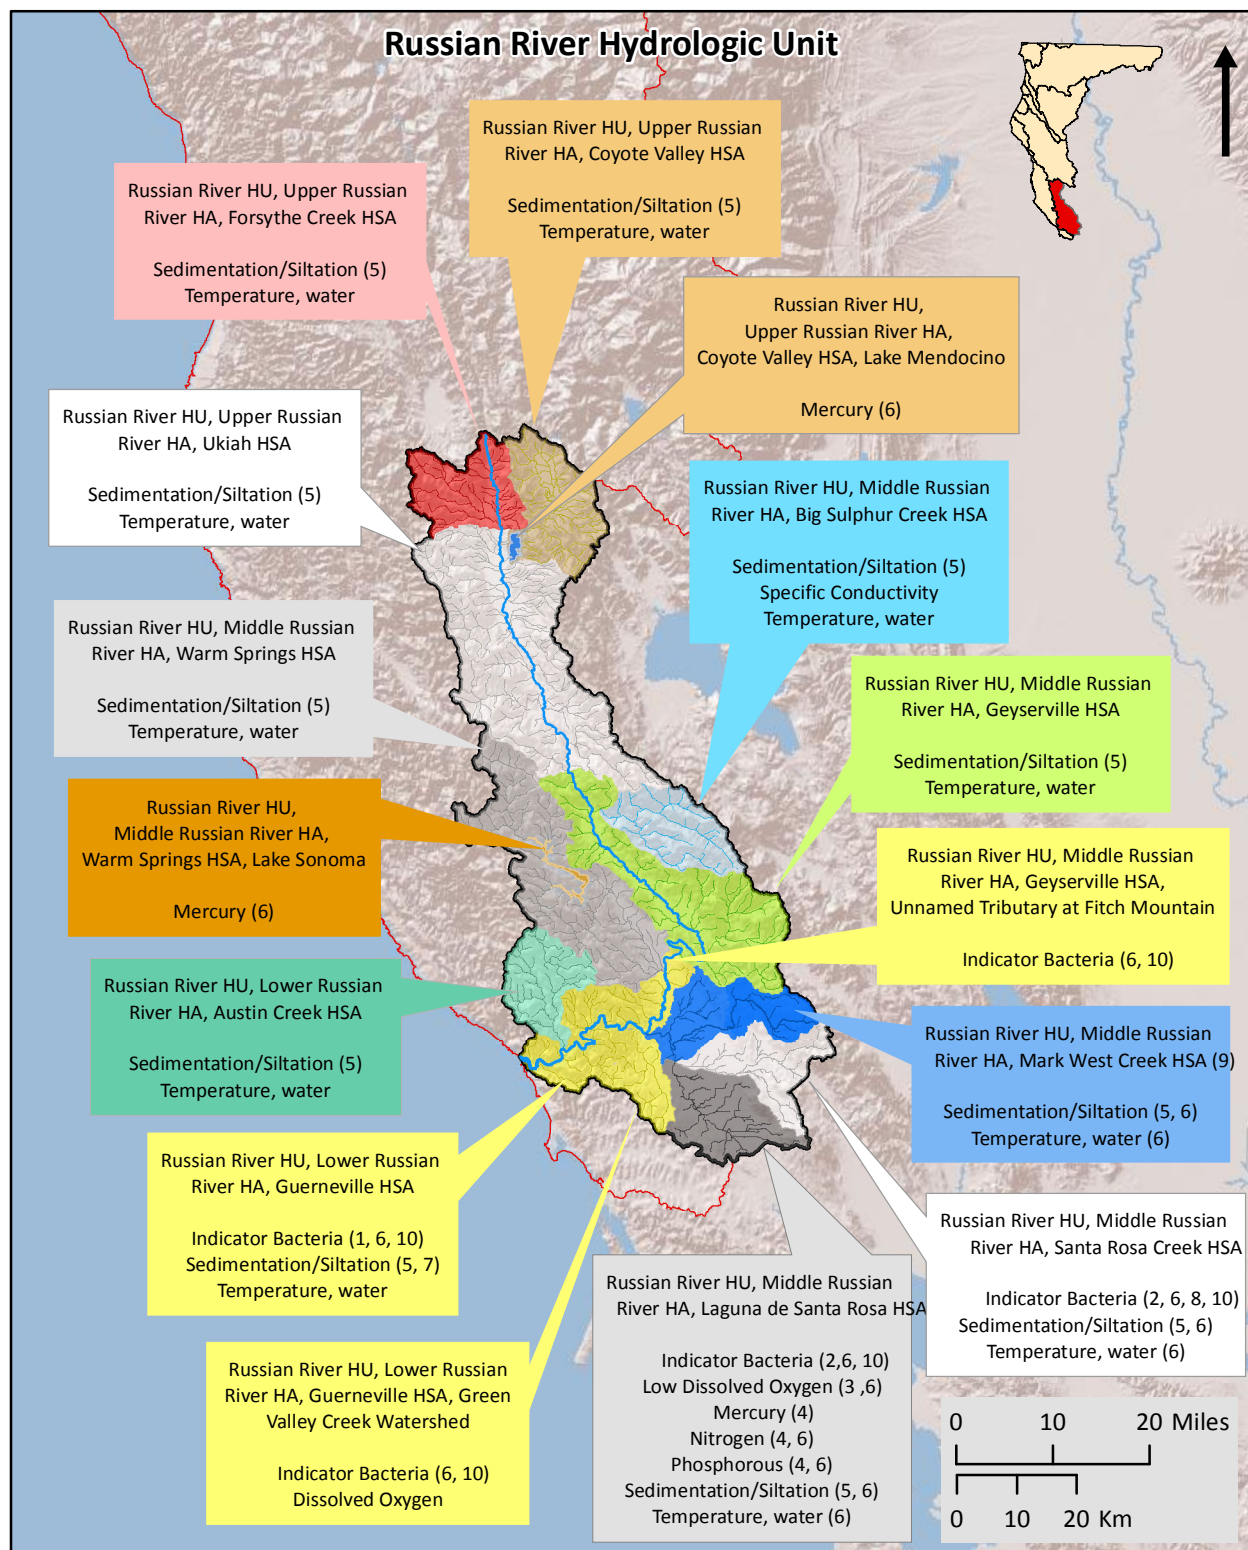 Russian River Hydrologic Unit
Russian River HU, Upper Russian
River HA, Coyote Valley HSA
Sedimentation/Siltation (5)
Temperature, water
Russian River HU, Upper Russian
River HA, Forsythe Creek HSA
Sedimentation/Siltation (5)
Temperature, water
Russian River HU,
Upper Russian River HA,
Coyote Valley HSA, Lake Mendocino
Mercury (6)
Russian River HU, Upper Russian
River HA, Ukiah HSA
Sedimentation/Siltation (5)
Temperature, water
Russian River HU, Middle Russian
River HA, Big Sulphur Creek HSA
Sedimentation/Siltation (5)
Specific Conductivity
Temperature, water
Russian River HU, Middle Russian
River HA, Warm Springs HSA
Sedimentation/Siltation (5)
Temperature, water
Russian River HU, Middle Russian
River HA, Geyserville HSA
Sedimentation/Siltation (5)
Temperature, water
Russian River HU,
Middle Russian River HA,
Warm Springs HSA, Lake Sonoma
Mercury (6)
Russian River HU, Middle Russian
River HA, Geyserville HSA,
Unnamed Tributary at Fitch Mountain
Indicator Bacteria (6, 10)
Russian River HU, Lower Russian
River HA, Austin Creek HSA
Sedimentation/Siltation (5)
Temperature, water
Russian River HU, Middle Russian
River HA, Mark West Creek HSA (9)
Sedimentation/Siltation (5, 6)
Temperature, water (6)
Russian River HU, Lower Russian
River HA, Guerneville HSA
Indicator Bacteria (1, 6, 10)
Sedimentation/Siltation (5, 7)
Temperature, water
Russian River HU, Middle Russian
River HA, Santa Rosa Creek HSA
Indicator Bacteria (2, 6, 8, 10)
Sedimentation/Siltation (5, 6)
Temperature, water (6)
Russian River HU, Middle Russian
River HA, Laguna de Santa Rosa HSA
Indicator Bacteria (2,6, 10)
Low Dissolved Oxygen (3 ,6)
Mercury (4)
Nitrogen (4, 6)
Phosphorous (4, 6)
Sedimentation/Siltation (5, 6)
Temperature, water (6)
Russian River HU, Lower Russian
River HA, Guerneville HSA, Green
Valley Creek Watershed
Indicator Bacteria (6, 10)
Dissolved Oxygen
0 10 20 Miles
0 10 20 Km